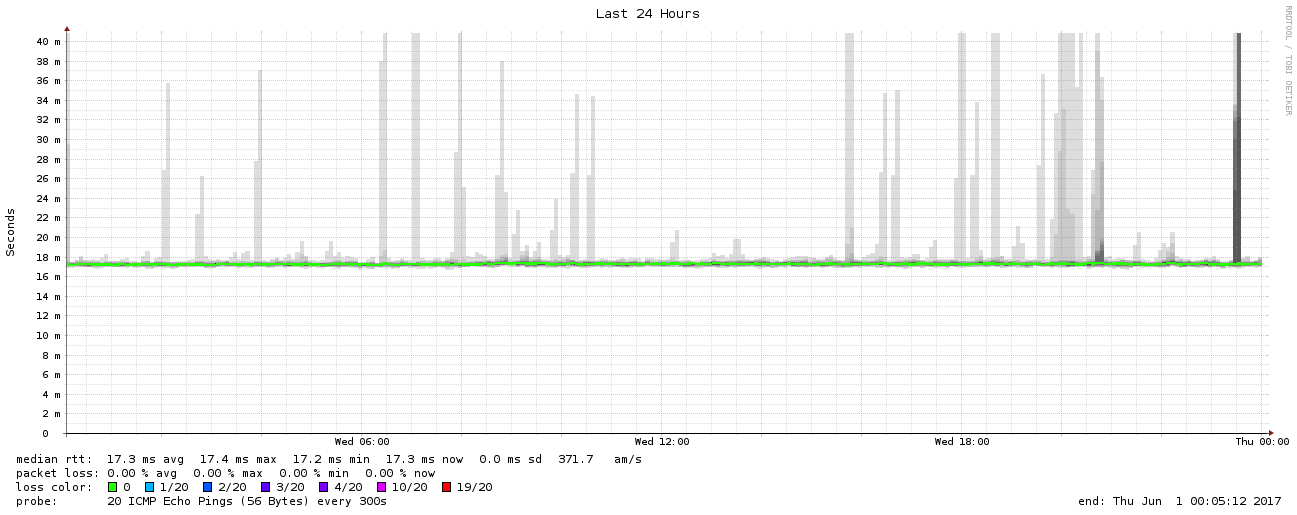 Last 24 Hours
RRDTOOL / TOBI OETIKER
Seconds
40 m
38 m
36 m
34 m
32 m
30 m
28 m
26 m
24 m
22 m
20 m
18 m
16 m
14 m
12 m
10 m
8 m
6 m
4 m
2 m
0
Wed 06:00 Wed 12:00 Wed 18:00 Thu 00:00
median rtt: 17.3 ms avg 17.4 ms max 17.2 ms min 17.3 ms now 0.0 ms sd 371.7 am/s
packet loss: 0.00 % avg 0.00 % max 0.00 % min 0.00 % now
loss color: 0 1/20 2/20 3/20 4/20 10/20 19/20
probe: 20 ICMP Echo Pings (56 Bytes) every 300s end: Thu Jun 1 00:05:12 2017